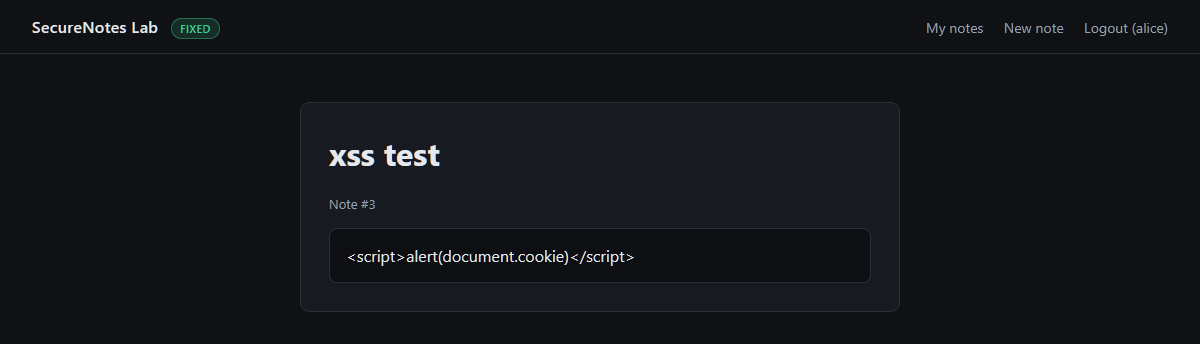 SecureNotes Lab FIXED My notes New note Logout (alice)
xss test
Note #3
<script>alert(document.cookie)</script>